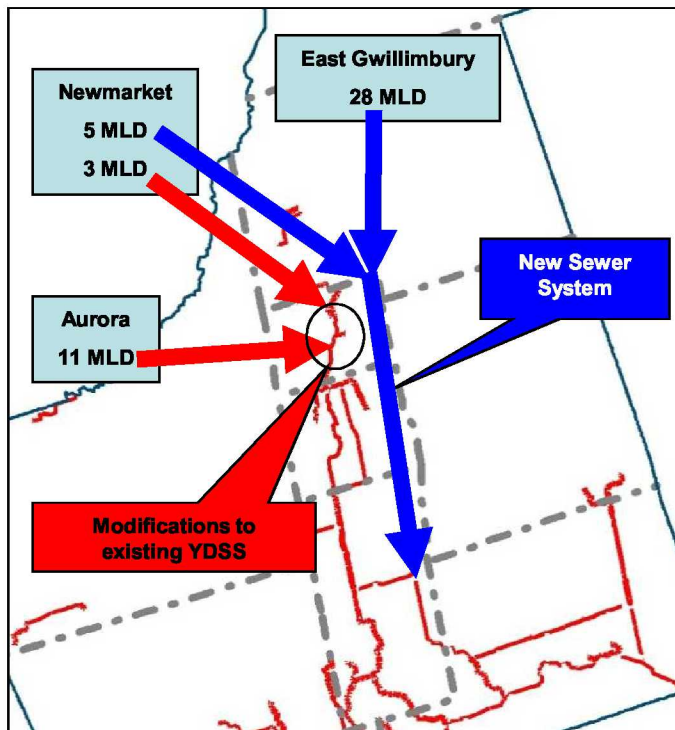 Newmarket
5 MLD
3 MLD
East Gwillimbury
28 MLD
New Sewer
System
Aurora
11 MLD
Modifications to
existing YDSS